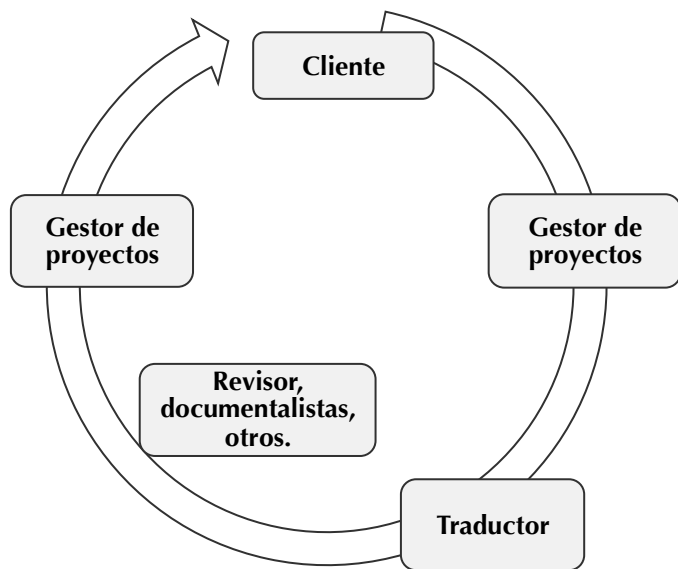 Cliente
Gestor de
proyectos
Gestor de
proyectos
Revisor,
documentalistas,
otros.
Traductor